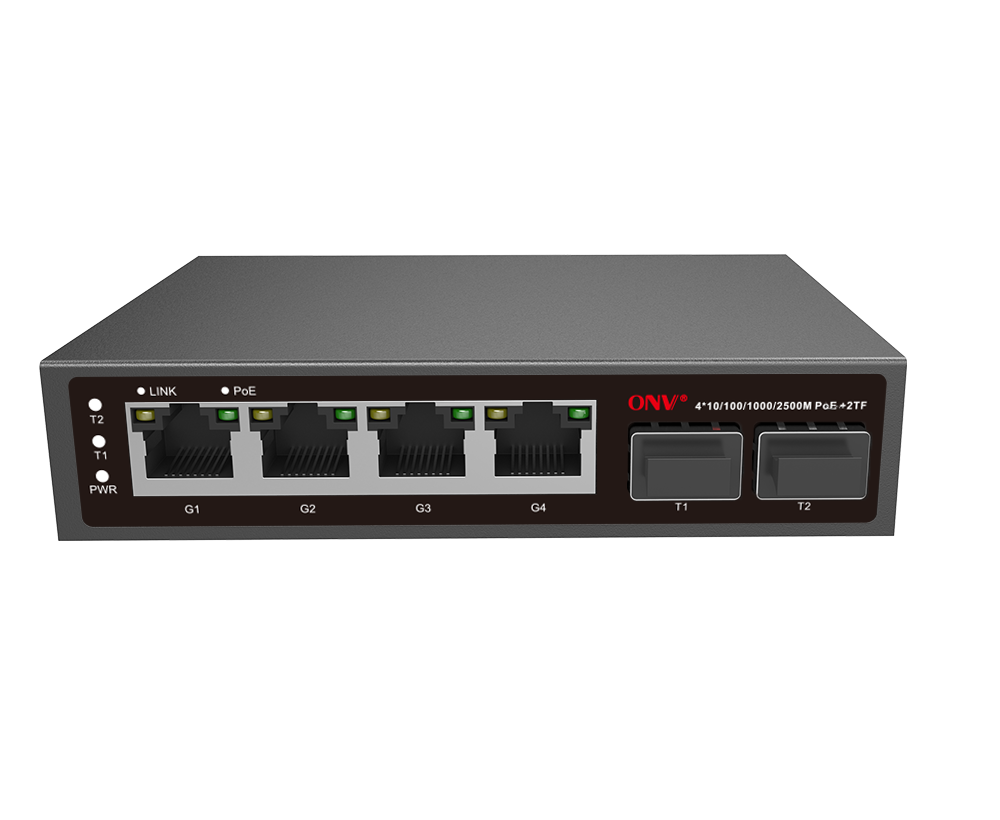 LINK PoE
T2
T1
PWR
G1 G2 G3 G4
ONV®
4*10/100/1000/2500M PoE+2TF
T1 T2